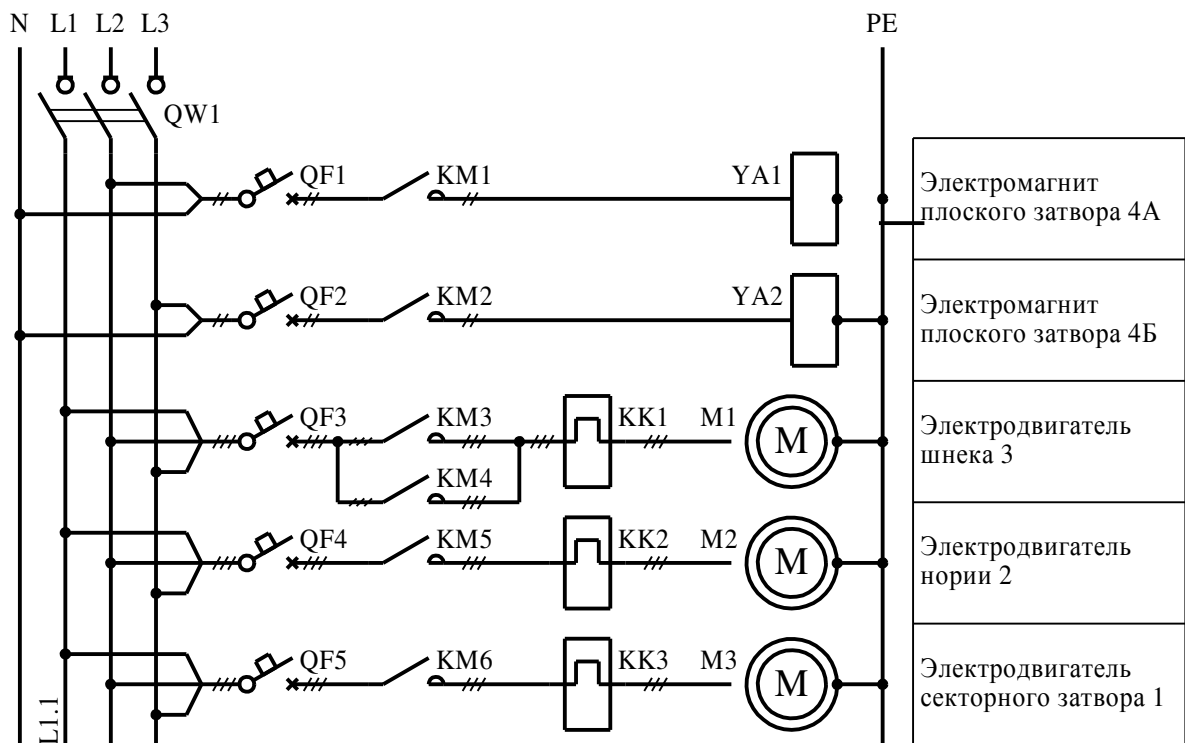 N L1 L2 L3 PE
QW1
QF1 KM1 YA1
Электромагнит
плоского затвора 4А
QF2 KM2 YA2
Электромагнит
плоского затвора 4Б
QF3 KM3 KK1 M1 M
KM4
Электродвигатель
шнека 3
QF4 KM5 KK2 M2 M
Электродвигатель
нории 2
QF5 KM6 KK3 M3 M
Электродвигатель
секторного затвора 1
L1.1